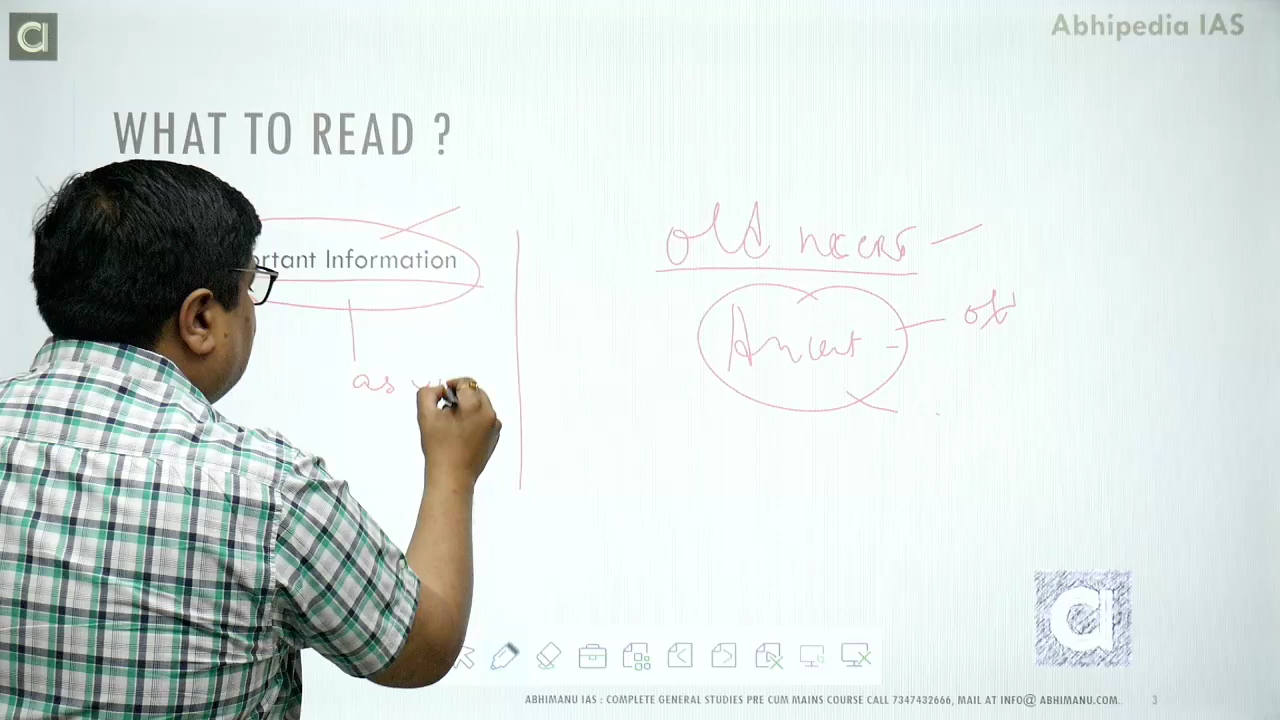 Abhipedia IAS
WHAT TO READ ?
ortant Information
as
old NCERT
Ancient
ABHIMANU IAS : COMPLETE GENERAL STUDIES PRE CUM MAINS COURSE CALL 7347432666, MAIL AT INFO@ ABHIMANU.COM.
3